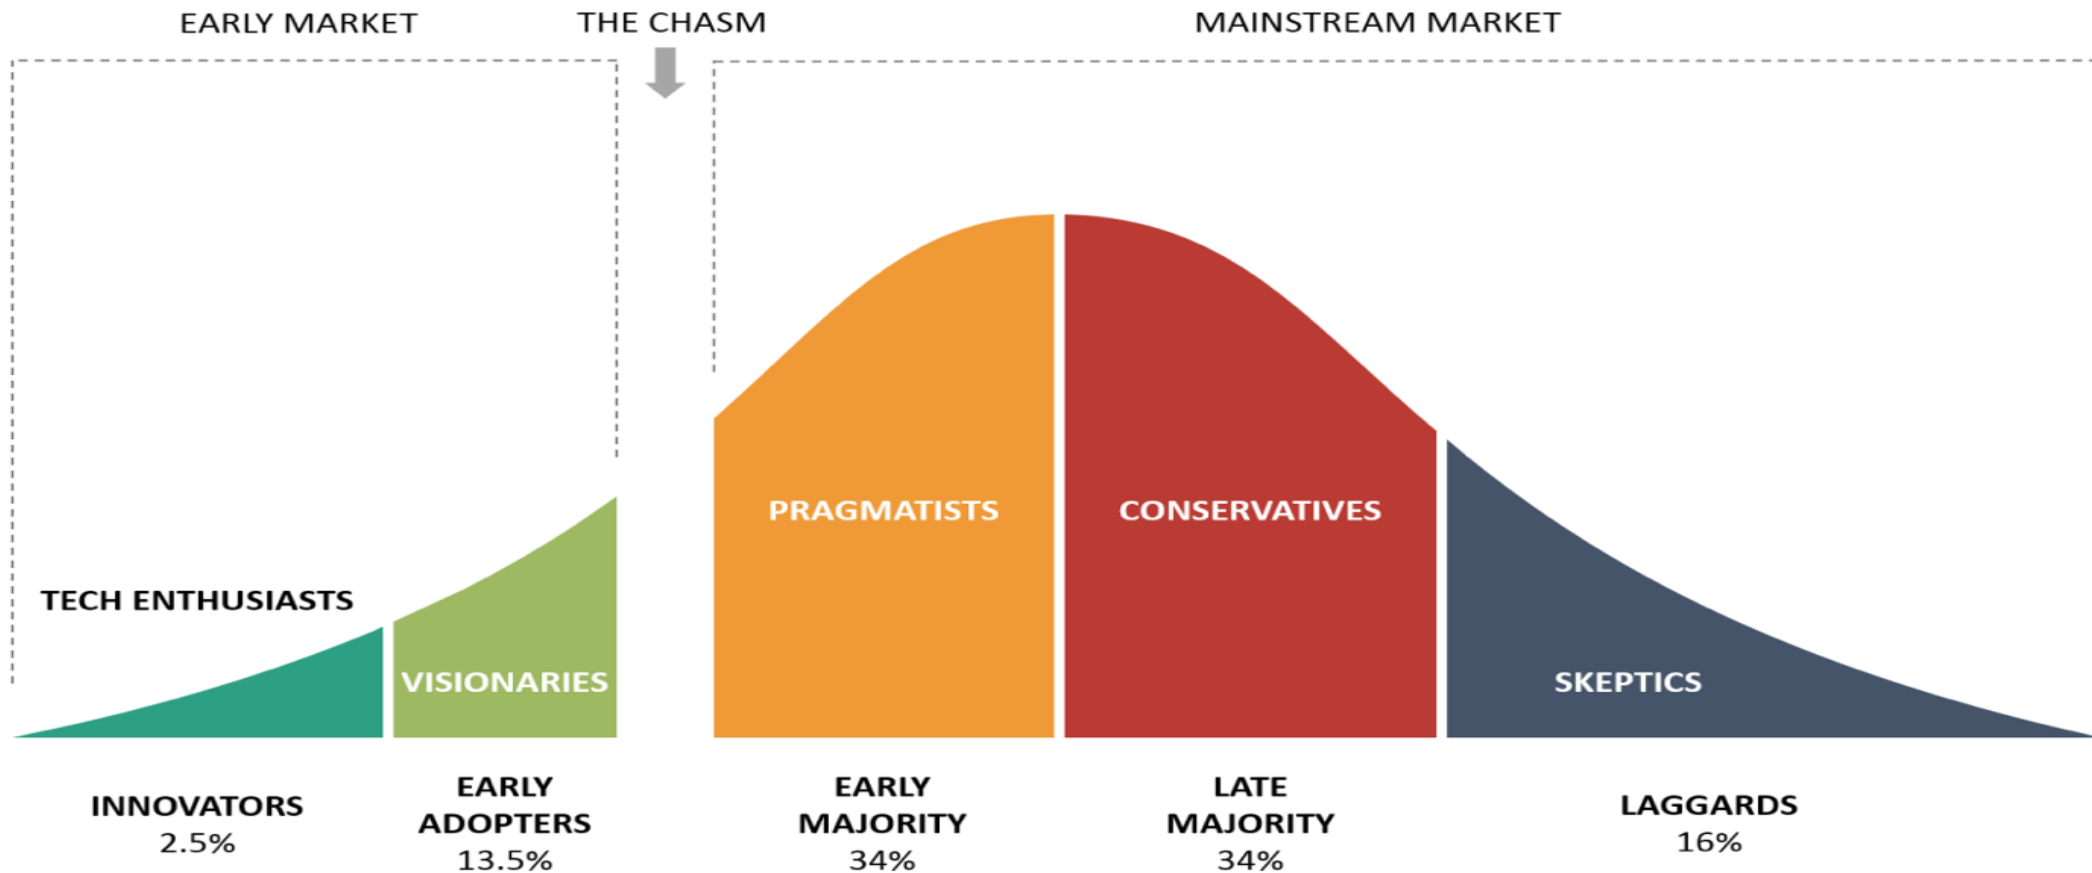 EARLY MARKET
THE CHASM
MAINSTREAM MARKET
PRAGMATISTS
CONSERVATIVES
TECH ENTHUSIASTS
VISIONARIES
SKEPTICS
INNOVATORS
2.5%
EARLY
ADOPTERS
13.5%
EARLY
MAJORITY
34%
LATE
MAJORITY
34%
LAGGARDS
16%